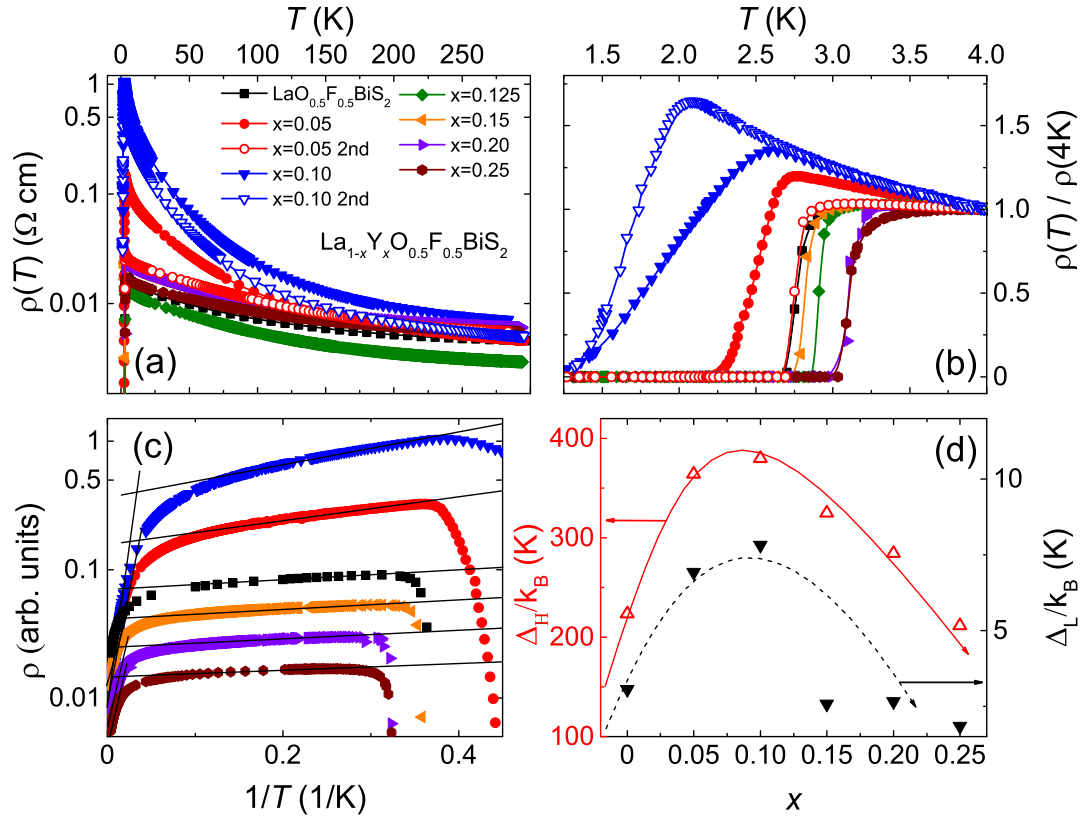 T (K)
0 50 100 150 200 250
1
0.5
0.1
0.01
ρ(T) (Ω cm)
LaO0.5F0.5BiS2
x=0.05
x=0.05 2nd
x=0.10
x=0.10 2nd
x=0.125
x=0.15
x=0.20
x=0.25
La1-xYxO0.5F0.5BiS2
(a)
T (K)
1.5 2.0 2.5 3.0 3.5 4.0
1.5
1.0
0.5
0
ρ(T) / ρ(4K)
(b)
(c)
1
0.5
0.1
0.01
ρ (arb. units)
0 0.2 0.4
1/T (1/K)
(d)
400
350
300
250
200
150
100
ΔH/kB (K)
10
5
ΔL/kB (K)
0 0.05 0.10 0.15 0.20 0.25
x